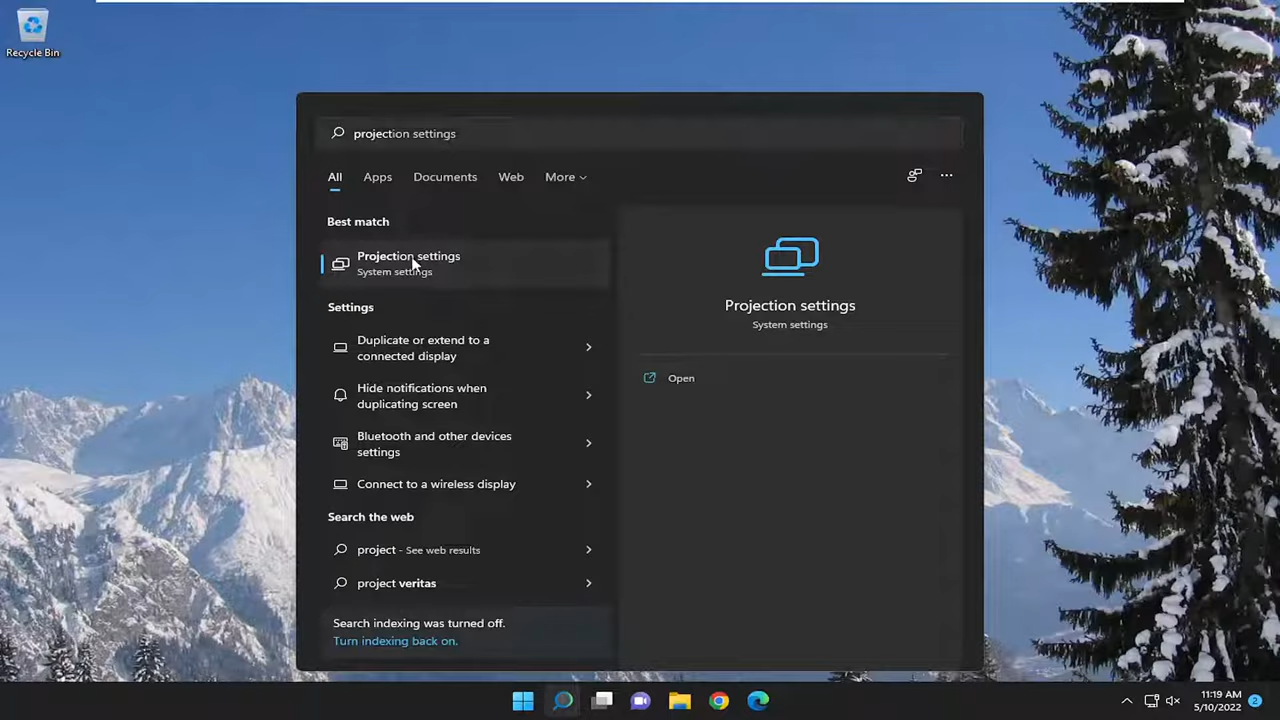 Recycle Bin
projection settings
All Apps Documents Web More
Best match
Projection settings
System settings
Settings
Duplicate or extend to a
connected display
Hide notifications when
duplicating screen
Bluetooth and other devices
settings
Connect to a wireless display
Search the web
project - See web results
project veritas
Search indexing was turned off.
Turn indexing back on.
Projection settings
System settings
Open
11:19 AM
5/10/2022
2